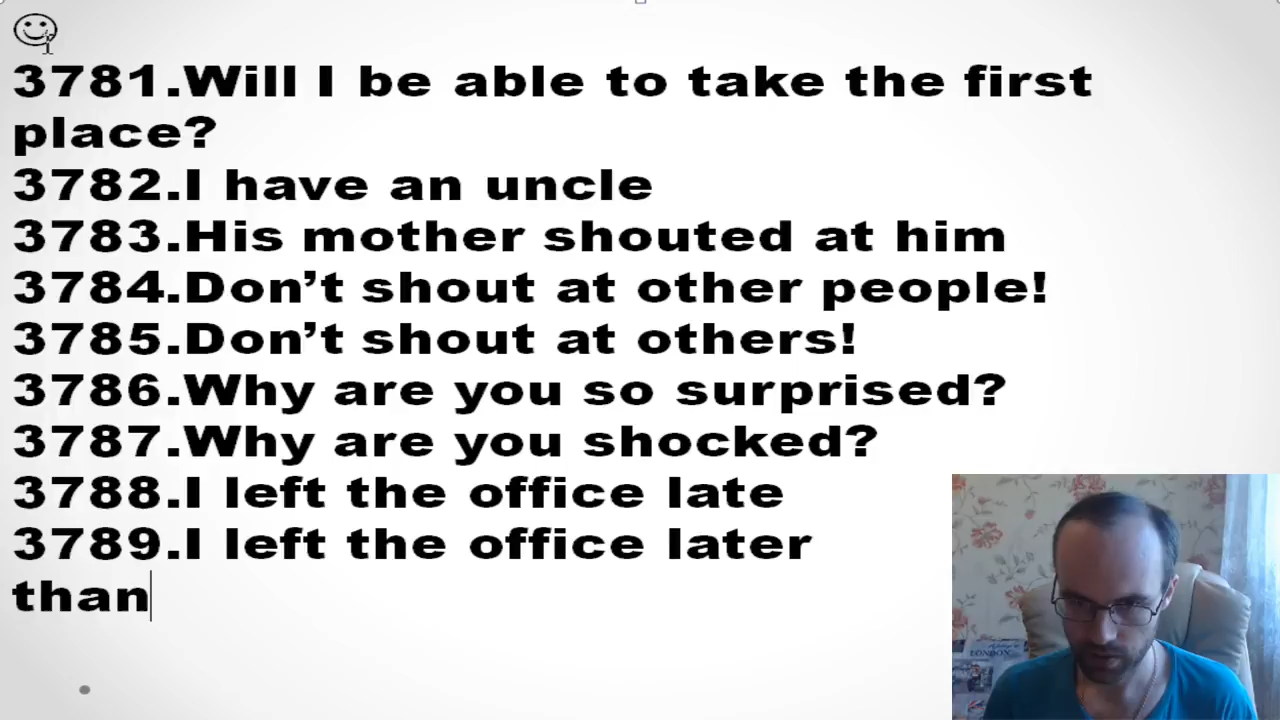 3781.Will I be able to take the first
place?
3782.I have an uncle
3783.His mother shouted at him
3784.Don’t shout at other people!
3785.Don’t shout at others!
3786.Why are you so surprised?
3787.Why are you shocked?
3788.I left the office late
3789.I left the office later
than
LONDON